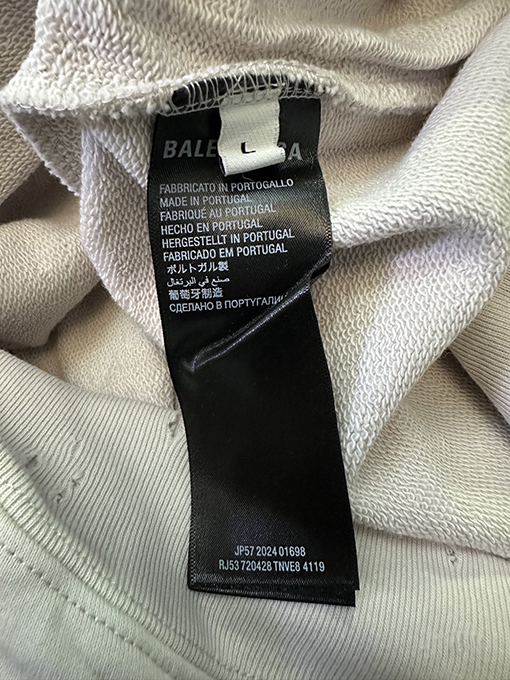 L
BALE GA
FABBRICATO IN PORTOGALLO
MADE IN PORTUGAL
FABRIQUÉ AU PORTUGAL
HECHO EN PORTUGAL
HERGESTELLT IN PORTUGAL
FABRICADO EM PORTUGAL
ポルトガル製
صنع في البرتغال
葡萄牙制造
СДЕЛАНО В ПОРТУГАЛИИ
JP57 2024 01698
RJ53 720428 TNVE8 4119